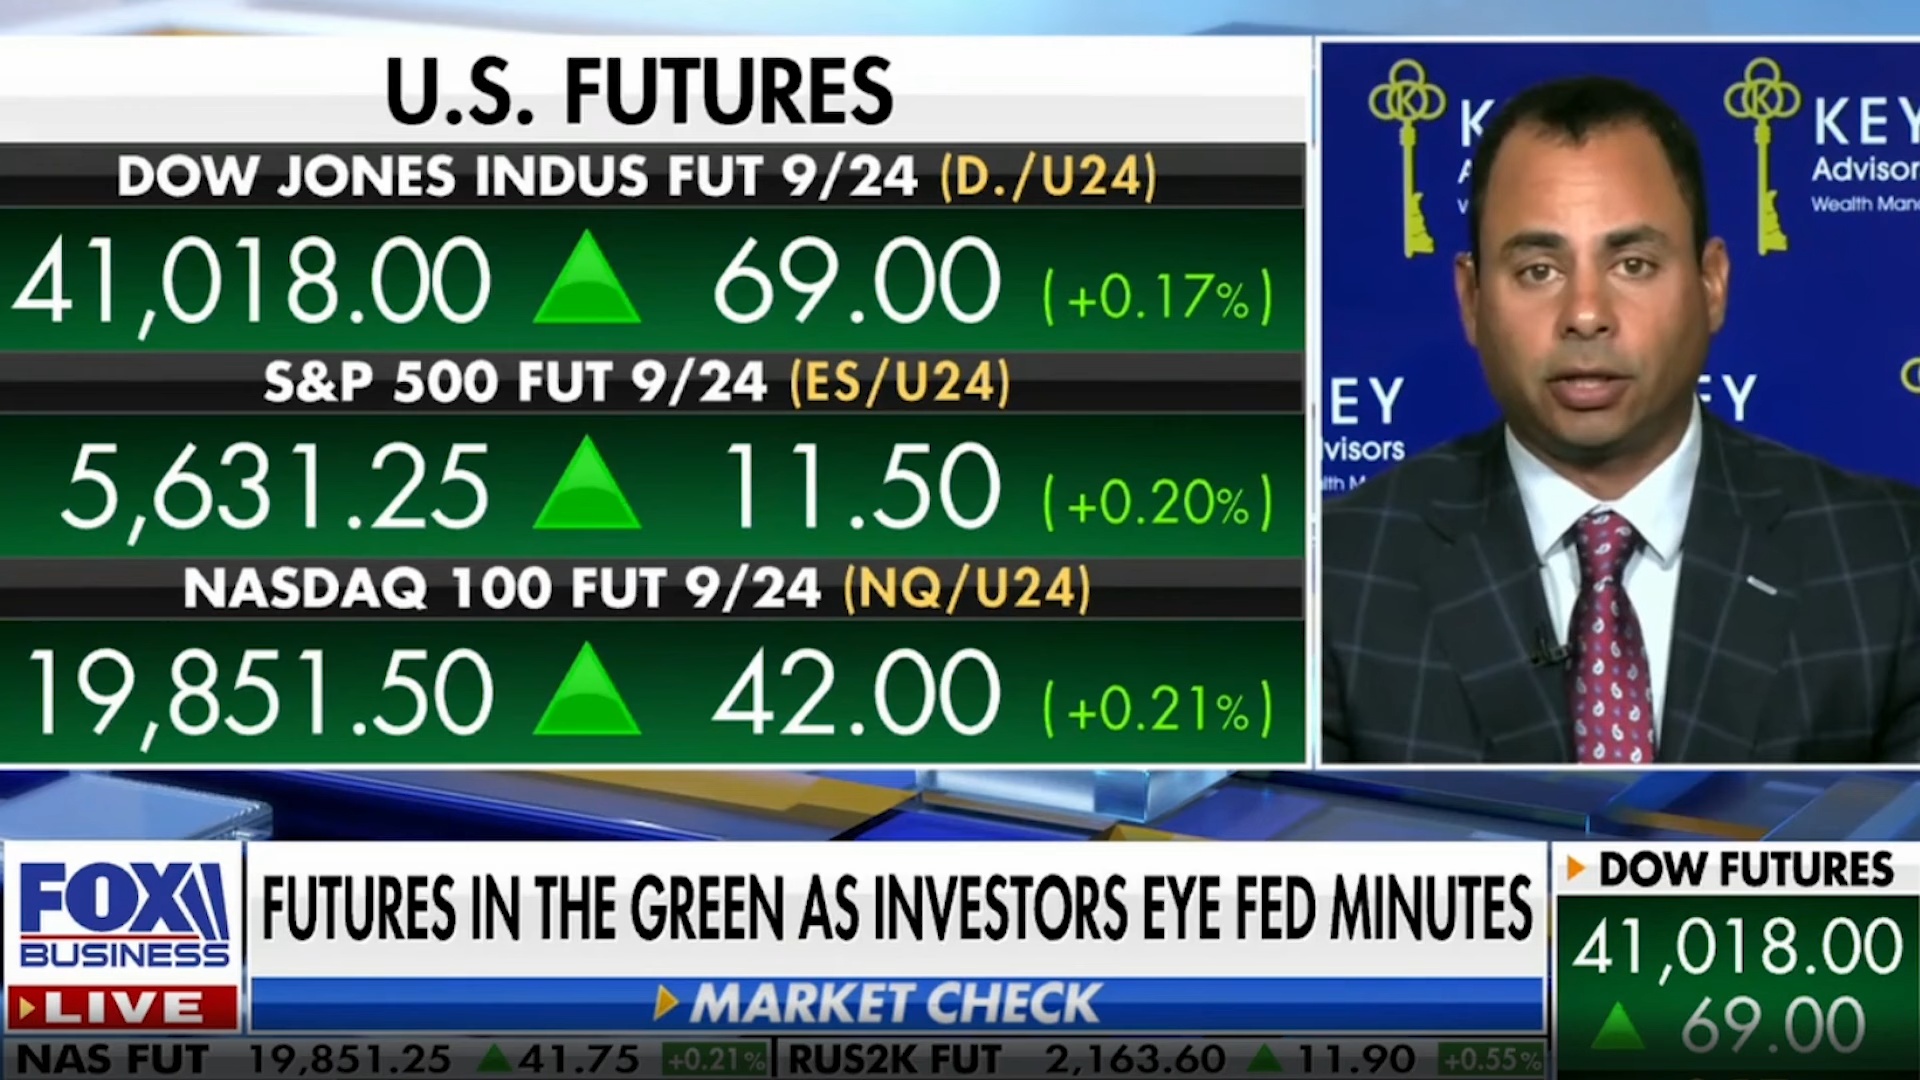 U.S. FUTURES
DOW JONES INDUS FUT 9/24 (D./U24)
41,018.00 ▲ 69.00 (+0.17%)
S&P 500 FUT 9/24 (ES/U24)
5,631.25 ▲ 11.50 (+0.20%)
NASDAQ 100 FUT 9/24 (NQ/U24)
19,851.50 ▲ 42.00 (+0.21%)
KEY
Advisor
Wealth Man
EY
visors
EY
FOX
BUSINESS
LIVE
FUTURES IN THE GREEN AS INVESTORS EYE FED MINUTES
MARKET CHECK
DOW FUTURES
41,018.00
▲ 69.00
NAS FUT 19,851.25 ▲ 41.75 +0.21% RUS2K FUT 2,163.60 ▲ 11.90 +0.55%